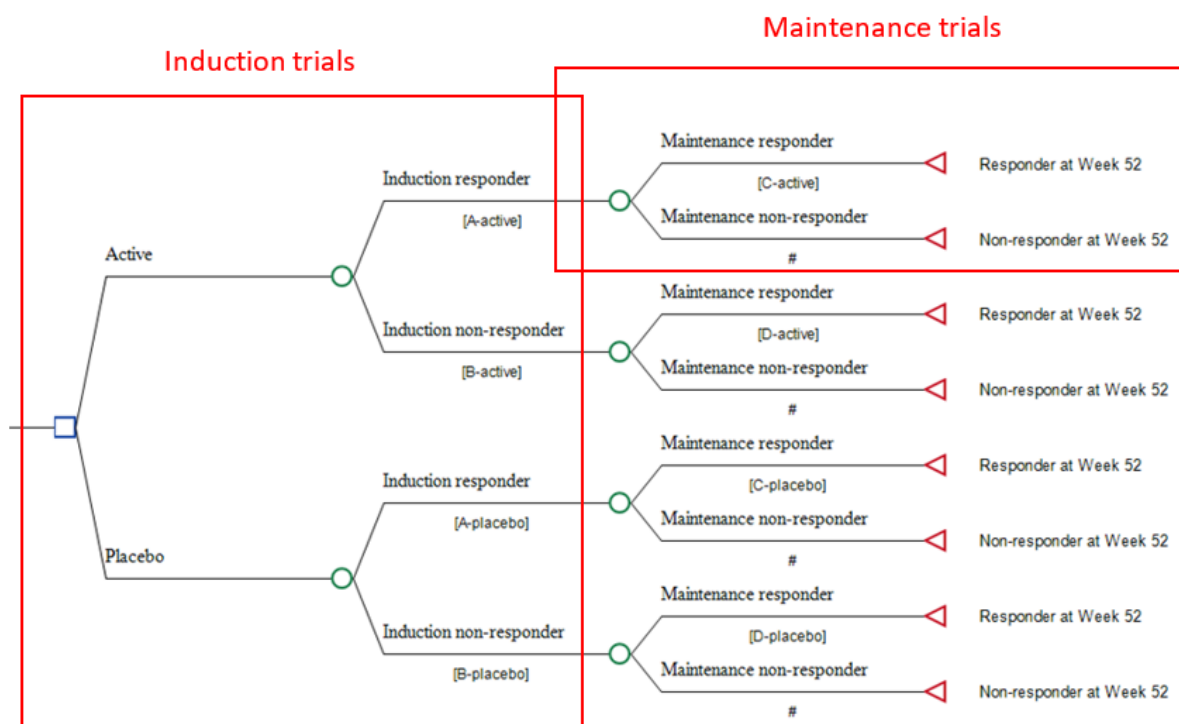 Maintenance trials
Induction trials
Maintenance responder
[C-active]
Responder at Week 52
Induction responder
[A-active]
Maintenance non-responder
#
Non-responder at Week 52
Active
Maintenance responder
[D-active]
Responder at Week 52
Induction non-responder
[B-active]
Maintenance non-responder
#
Non-responder at Week 52
Maintenance responder
[C-placebo]
Responder at Week 52
Induction responder
[A-placebo]
Maintenance non-responder
#
Non-responder at Week 52
Placebo
Maintenance responder
[D-placebo]
Responder at Week 52
Induction non-responder
[B-placebo]
Maintenance non-responder
#
Non-responder at Week 52